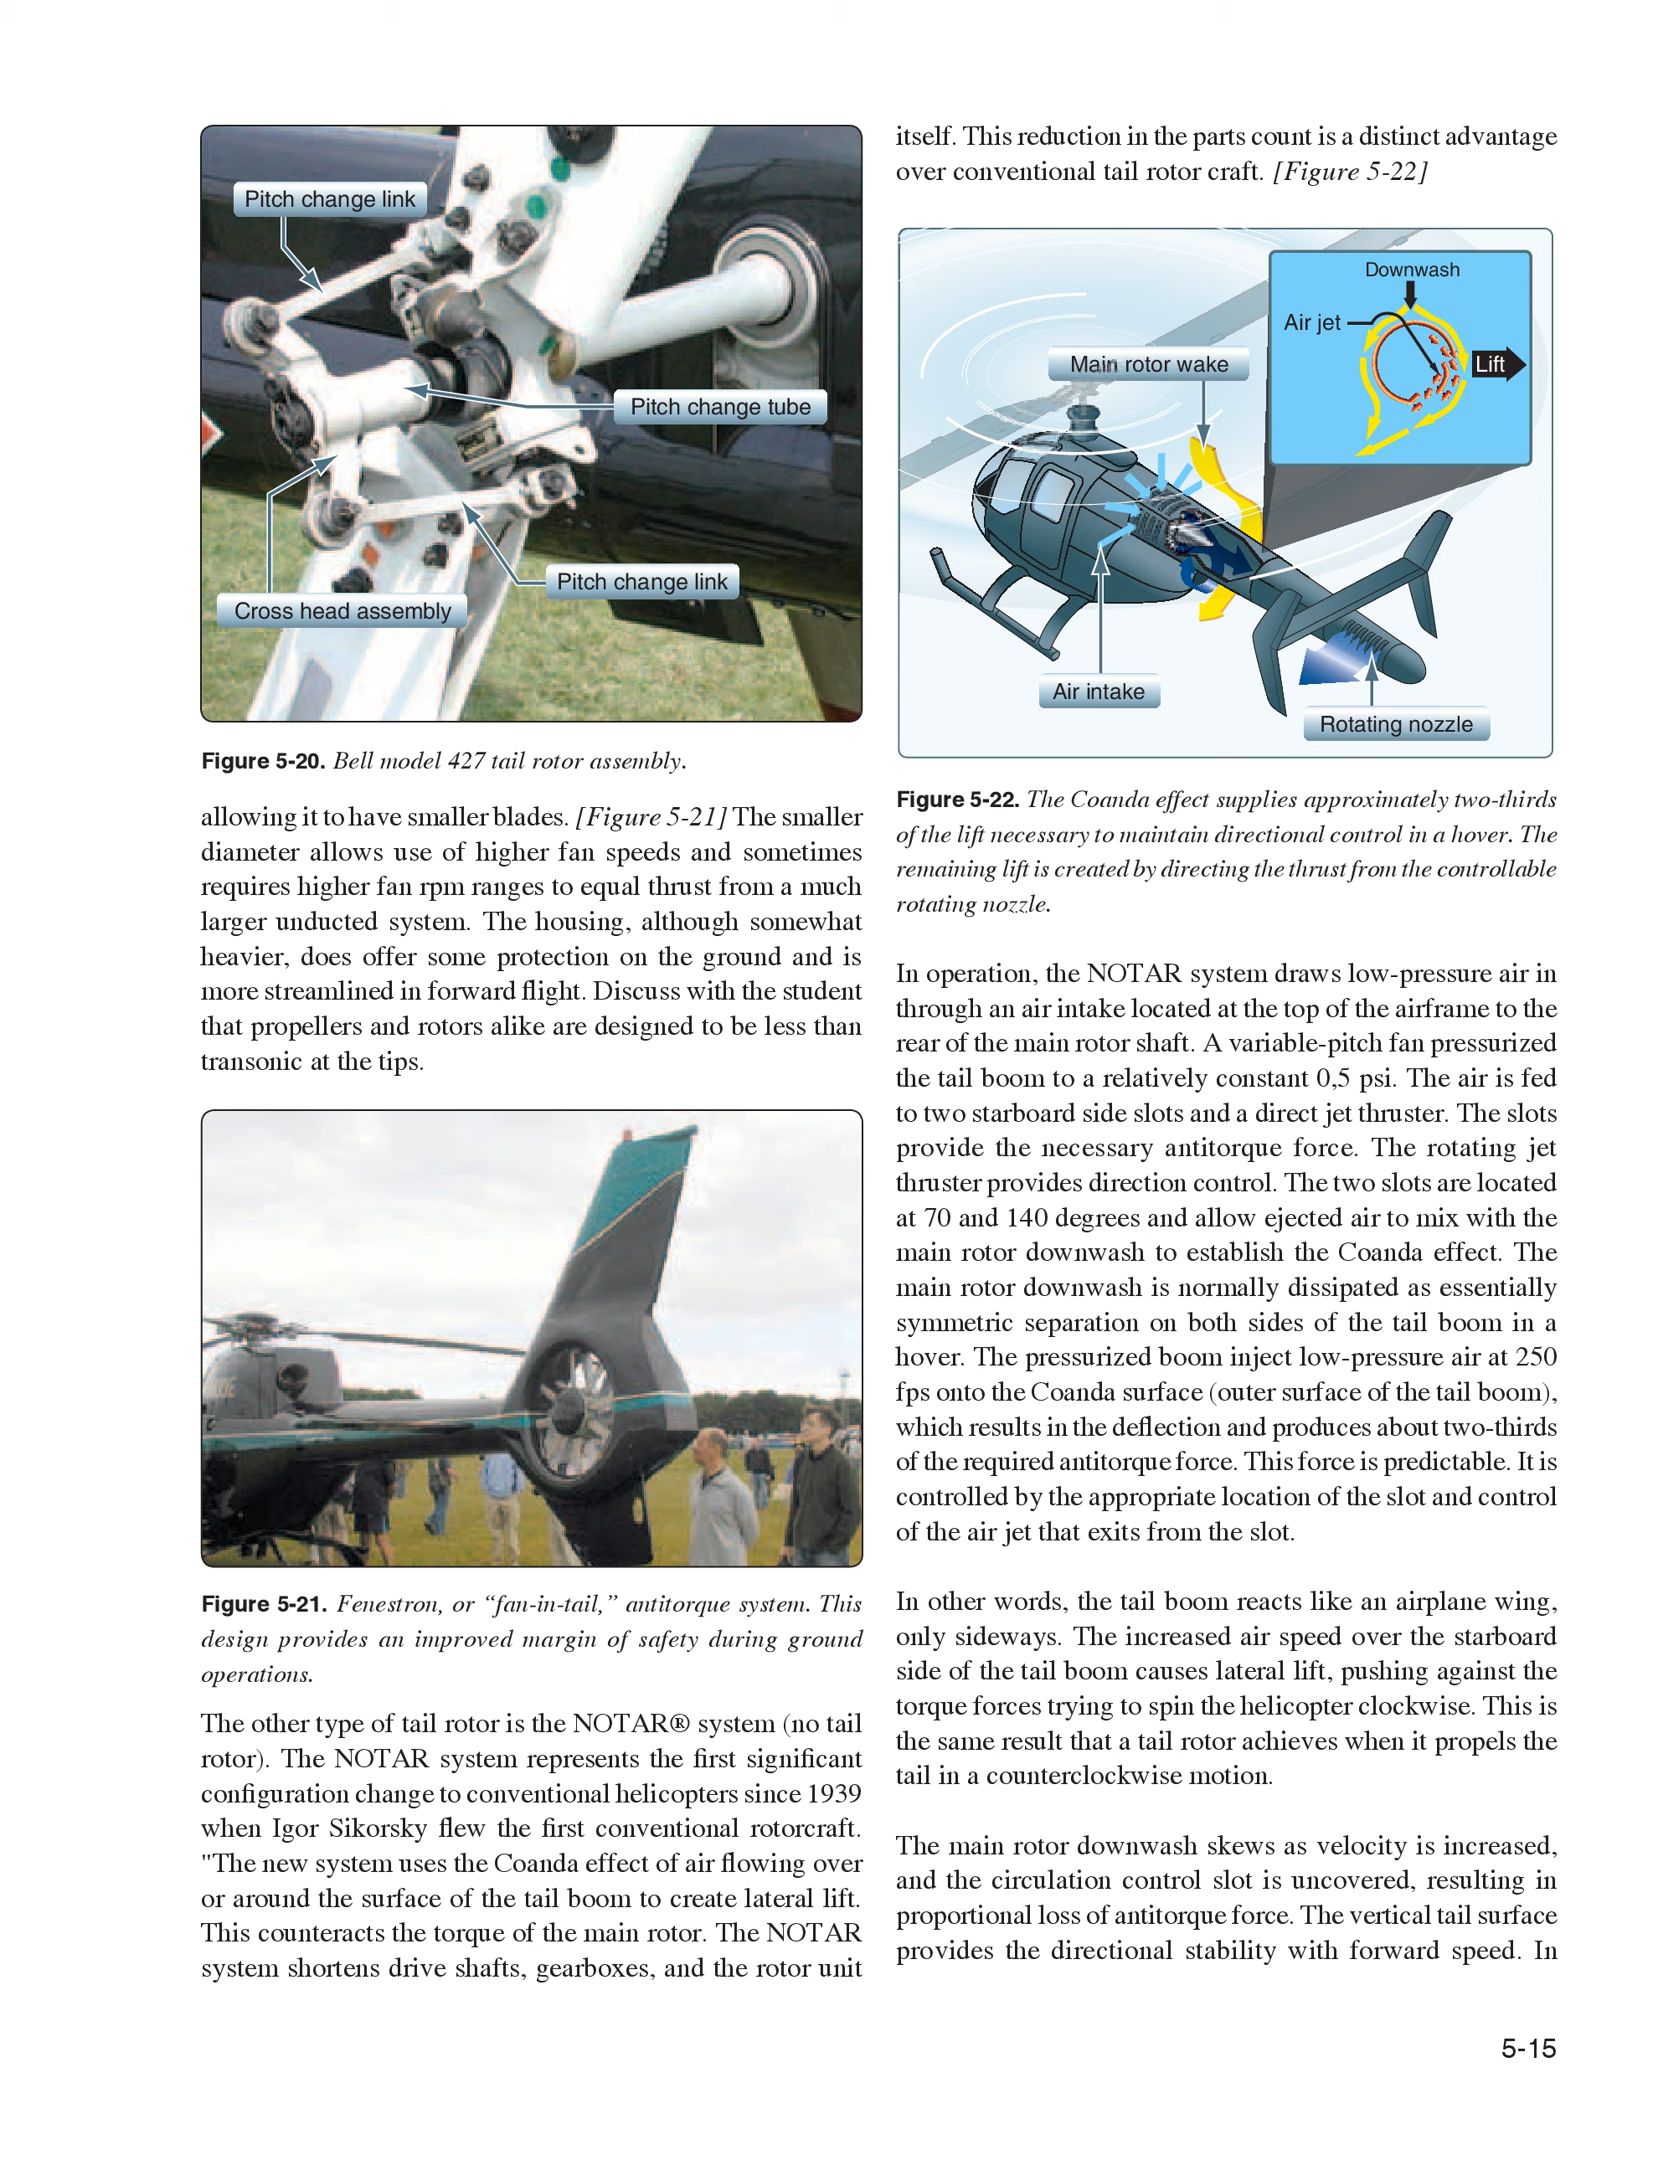 Pitch change link
Pitch change tube
Pitch change link
Cross head assembly
Figure 5-20. Bell model 427 tail rotor assembly.
allowing it to have smaller blades. [Figure 5-21] The smaller
diameter allows use of higher fan speeds and sometimes
requires higher fan rpm ranges to equal thrust from a much
larger unducted system. The housing, although somewhat
heavier, does offer some protection on the ground and is
more streamlined in forward flight. Discuss with the student
that propellers and rotors alike are designed to be less than
transonic at the tips.
Figure 5-21. Fenestron, or “fan-in-tail,” antitorque system. This
design provides an improved margin of safety during ground
operations.
The other type of tail rotor is the NOTAR® system (no tail
rotor). The NOTAR system represents the first significant
configuration change to conventional helicopters since 1939
when Igor Sikorsky flew the first conventional rotorcraft.
"The new system uses the Coanda effect of air flowing over
or around the surface of the tail boom to create lateral lift.
This counteracts the torque of the main rotor. The NOTAR
system shortens drive shafts, gearboxes, and the rotor unit
itself. This reduction in the parts count is a distinct advantage
over conventional tail rotor craft. [Figure 5-22]
Downwash
Air jet
Lift
Main rotor wake
Air intake
Rotating nozzle
Figure 5-22. The Coanda effect supplies approximately two-thirds
of the lift necessary to maintain directional control in a hover. The
remaining lift is created by directing the thrust from the controllable
rotating nozzle.
In operation, the NOTAR system draws low-pressure air in
through an air intake located at the top of the airframe to the
rear of the main rotor shaft. A variable-pitch fan pressurized
the tail boom to a relatively constant 0,5 psi. The air is fed
to two starboard side slots and a direct jet thruster. The slots
provide the necessary antitorque force. The rotating jet
thruster provides direction control. The two slots are located
at 70 and 140 degrees and allow ejected air to mix with the
main rotor downwash to establish the Coanda effect. The
main rotor downwash is normally dissipated as essentially
symmetric separation on both sides of the tail boom in a
hover. The pressurized boom inject low-pressure air at 250
fps onto the Coanda surface (outer surface of the tail boom),
which results in the deflection and produces about two-thirds
of the required antitorque force. This force is predictable. It is
controlled by the appropriate location of the slot and control
of the air jet that exits from the slot.
In other words, the tail boom reacts like an airplane wing,
only sideways. The increased air speed over the starboard
side of the tail boom causes lateral lift, pushing against the
torque forces trying to spin the helicopter clockwise. This is
the same result that a tail rotor achieves when it propels the
tail in a counterclockwise motion.
The main rotor downwash skews as velocity is increased,
and the circulation control slot is uncovered, resulting in
proportional loss of antitorque force. The vertical tail surface
provides the directional stability with forward speed. In
5-15